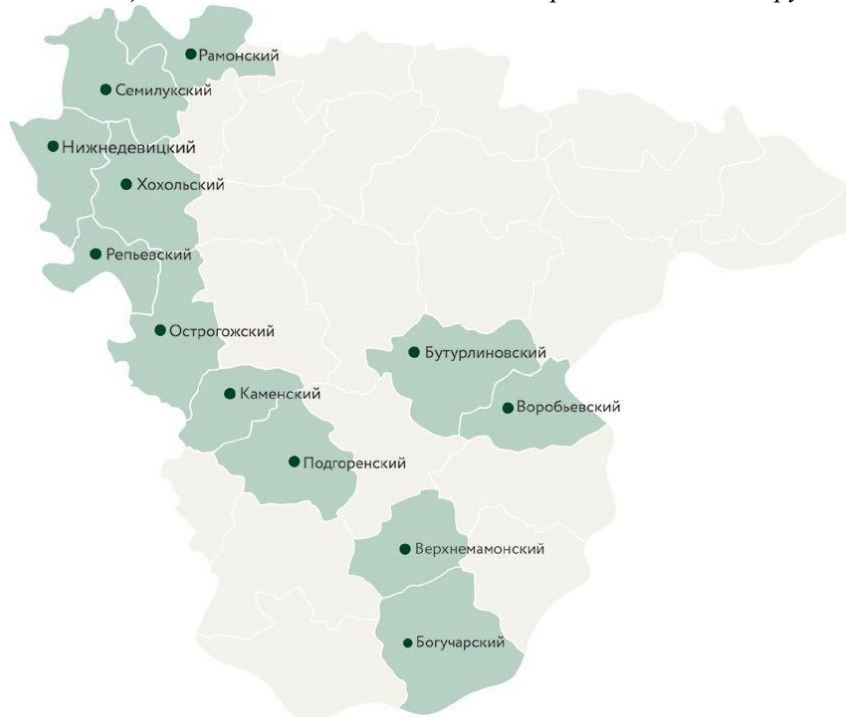 Рамонский
Семилукский
Нижнедевицкий
Хохольский
Репьевский
Острогожский
Бутурлиновский
Каменский
Воробьевский
Подгоренский
Верхнемамонский
Богучарский